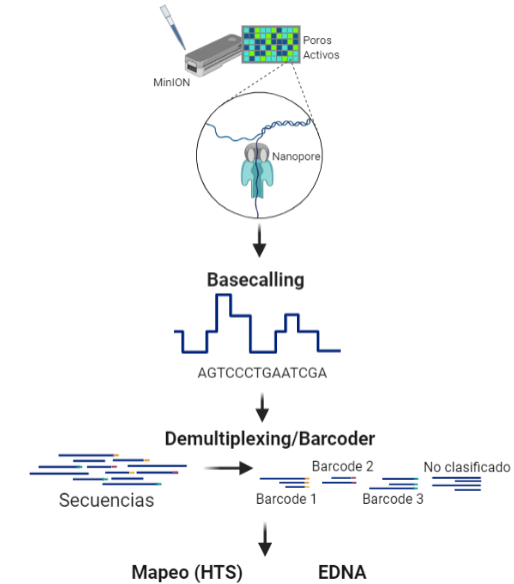 Poros
Activos
MinION
Nanopore
Basecalling
AGTCCCTGAATCGA
Demultiplexing/Barcoder
Secuencias
Barcode 1
Barcode 2
Barcode 3
No clasificado
Mapeo (HTS)
EDNA